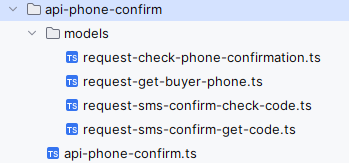 api-phone-confirm
models
TS request-check-phone-confirmation.ts
TS request-get-buyer-phone.ts
TS request-sms-confirm-check-code.ts
TS request-sms-confirm-get-code.ts
TS api-phone-confirm.ts